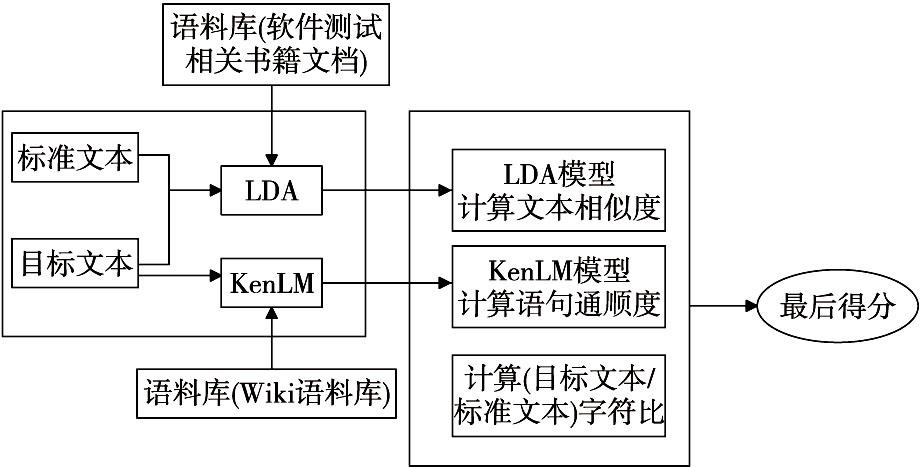 语料库(软件测试
相关书籍文档)
标准文本
LDA
目标文本
KenLM
语料库(Wiki语料库)
LDA模型
计算文本相似度
KenLM模型
计算语句通顺度
计算(目标文本/
标准文本)字符比
最后得分